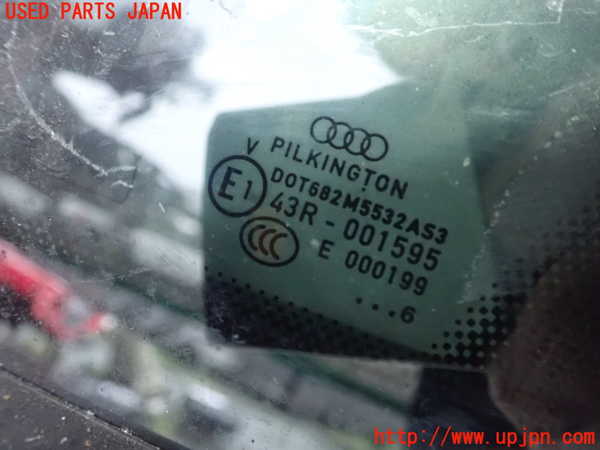 USED PARTS JAPAN
V PILKINGTON
E1 DOT682M5532AS3
43R - 001595
CCC E 000199
...6
http://www.upjpn.com/